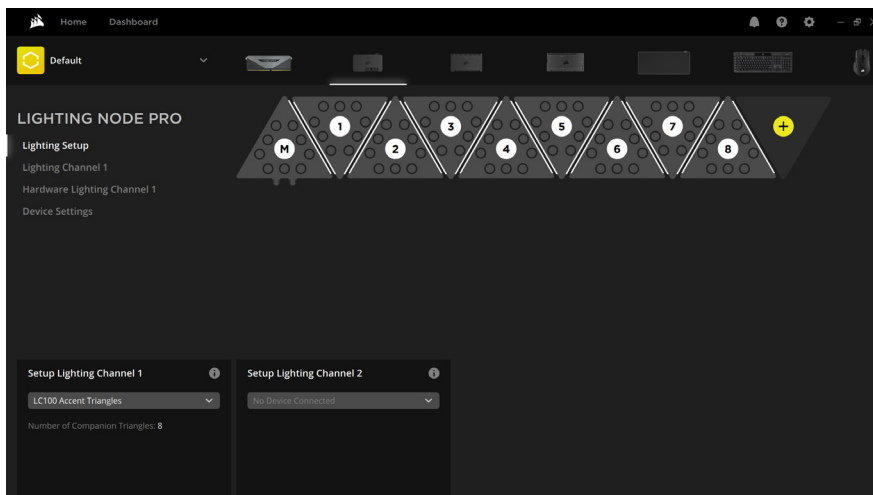 Home Dashboard
Default
LIGHTING NODE PRO
Lighting Setup
Lighting Channel 1
Hardware Lighting Channel 1
Device Settings
M 1 2 3 4 5 6 7 8 +
Setup Lighting Channel 1
LC100 Accent Triangles
Number of Companion Triangles: 8
Setup Lighting Channel 2
No Device Connected